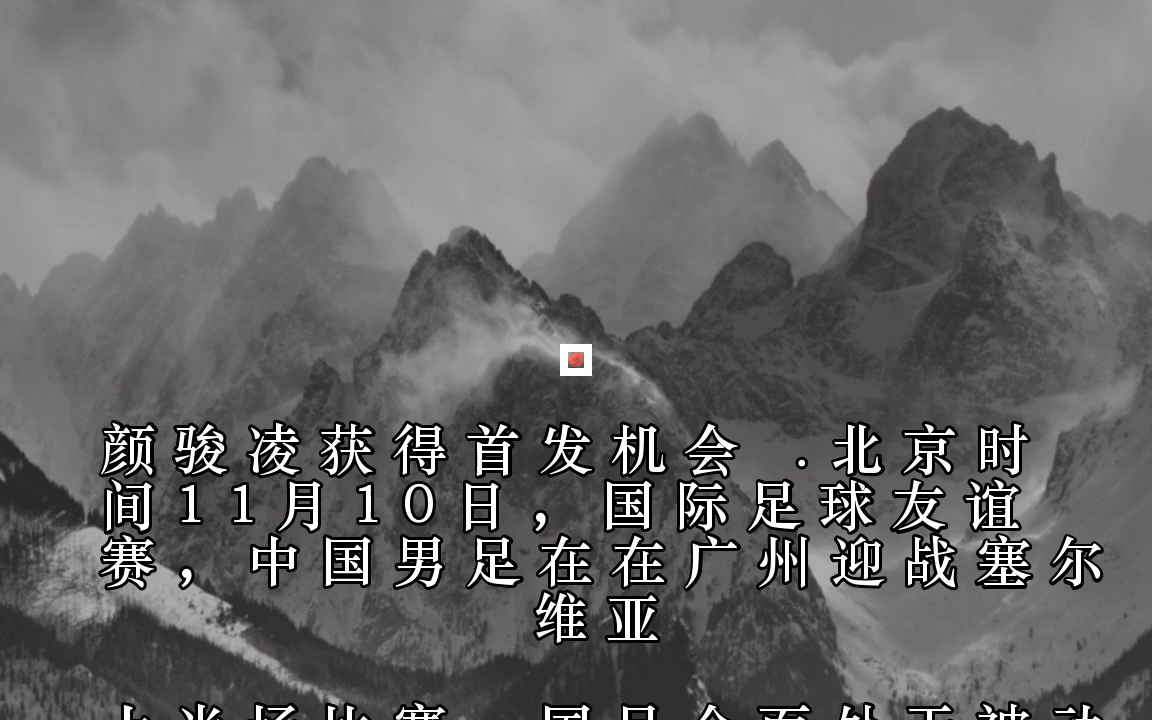 颜骏凌获得首发机会 .北京时
间11月10日，国际足球友谊
赛，中国男足在在广州迎战塞尔
维亚